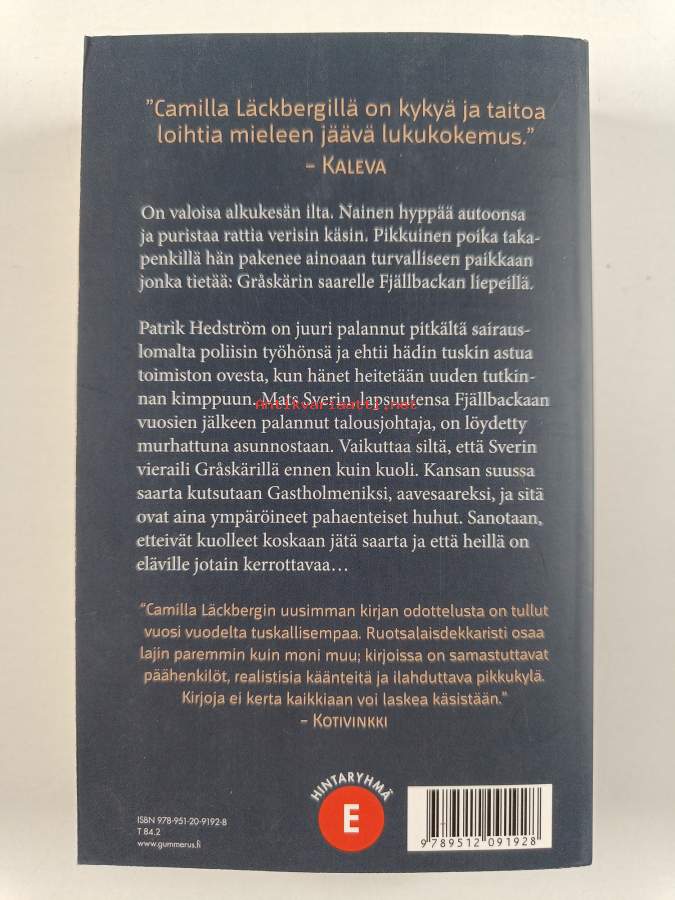 ”Camilla Läckbergillä on kykyä ja taitoa
loihtia mieleen jäävä lukukokemus.”
– KALEVA
On valoisa alkukesän ilta. Nainen hyppää autoonsa
ja puristaa rattia verisin käsin. Pikkuinen poika taka-
penkillä hän pakenee ainoaan turvalliseen paikkaan
jonka tietää: Gråskärin saarelle Fjällbackan liepeillä.
Patrik Hedström on juuri palannut pitkältä sairaus-
lomalta poliisin työhönsä ja ehtii hädin tuskin astua
toimiston ovesta, kun hänet heitetään uuden tutkin-
nan kimppuun. Mats Sverin, lapsuutensa Fjällbackaan
Antikvariaatti.net
vuosien jälkeen palannut talousjohtaja, on löydetty
murhattuna asunnostaan. Vaikuttaa siltä, että Sverin
vieraili Gråskärillä ennen kuin kuoli. Kansan suussa
saarta kutsutaan Gastholmeniksi, aavesaareksi, ja sitä
ovat aina ympäröineet pahaenteiset huhut. Sanotaan,
etteivät kuolleet koskaan jätä saarta ja että heillä on
eläville jotain kerrottavaa…
”Camilla Läckbergin uusimman kirjan odottelusta on tullut
vuosi vuodelta tuskallisempaa. Ruotsalaisdekkaristi osaa
lajin paremmin kuin moni muu; kirjoissa on samastuttavat
päähenkilöt, realistisia käänteitä ja ilahduttava pikkukylä.
Kirjoja ei kerta kaikkiaan voi laskea käsistään.”
– KOTIVINKKI
HINTARYHMÄ
E
ISBN 978-951-20-9192-8
T 84.2
www.gummerus.fi
9 789512 091928